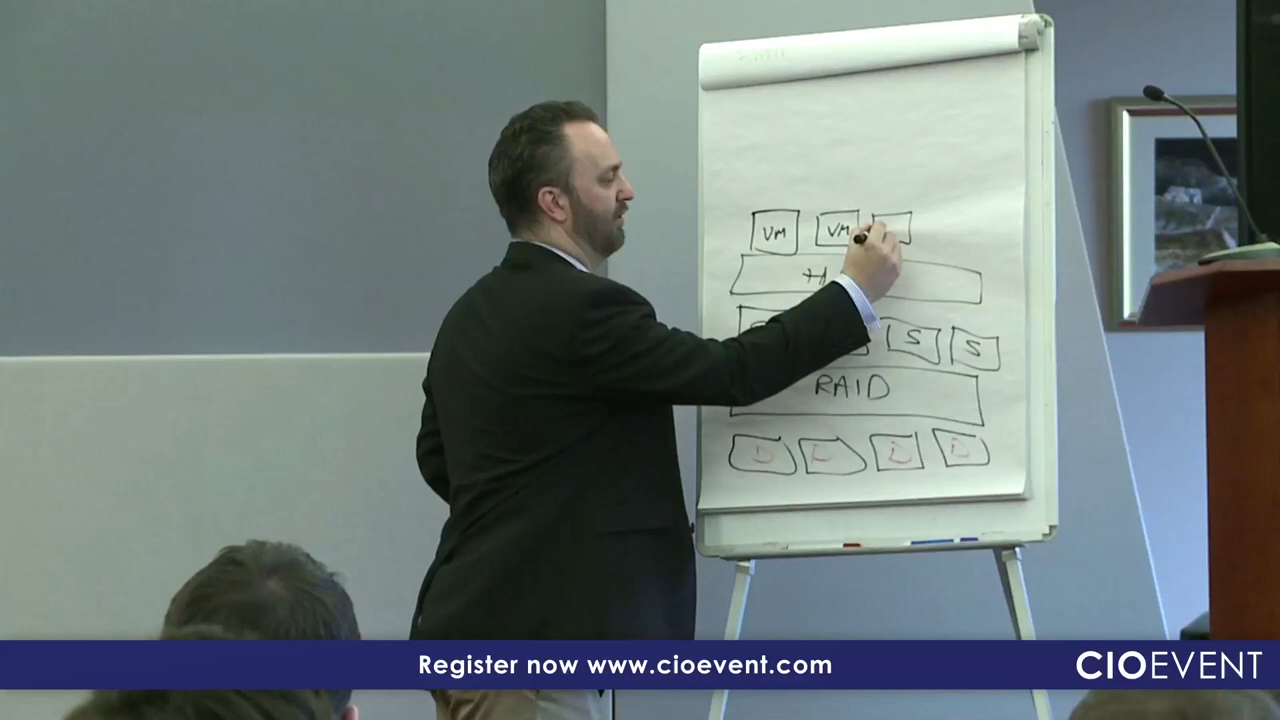 VM VM
H
S S
RAID
D D D D
Register now www.cioevent.com
CIOEVENT